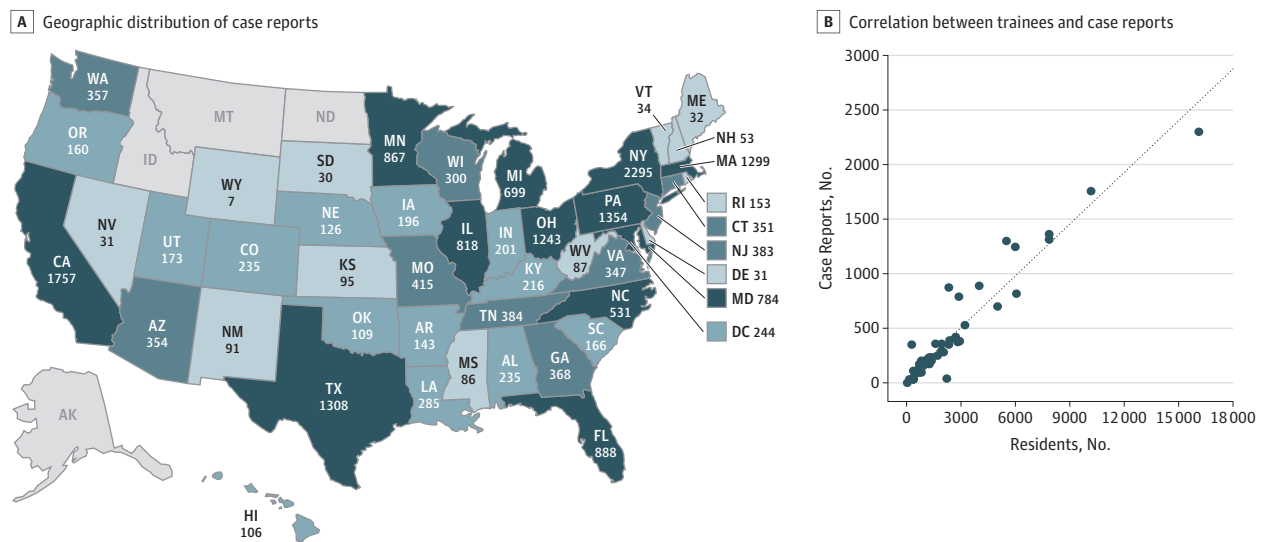 A Geographic distribution of case reports
WA
357
OR
160
CA
1757
NV
31
ID
MT
WY
7
UT
173
AZ
354
CO
235
NM
91
ND
SD
30
NE
126
KS
95
OK
109
TX
1308
MN
867
IA
196
MO
415
AR
143
LA
285
WI
300
IL
818
MS
86
MI
699
IN
201
KY
216
TN 384
AL
235
OH
1243
WV
87
GA
368
FL
888
SC
166
NC
531
VA
347
PA
1354
NY
2295
VT
34
ME
32
NH 53
MA 1299
RI 153
CT 351
NJ 383
DE 31
MD 784
DC 244
AK
HI
106
B Correlation between trainees and case reports
Case Reports, No.
3000
2500
2000
1500
1000
500
0
0 3000 6000 9000 12 000 15 000 18 000
Residents, No.